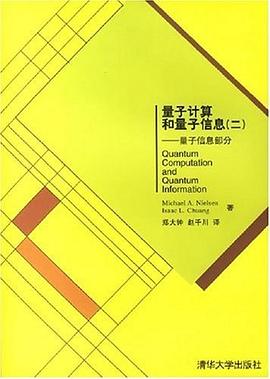 量子计算
和量子信息(二)
——量子信息部分
Quantum
Computation
and
Quantum
Information
Michael A. Nielsen
Isaac L. Chuang 著
郑大钟 赵千川 译
清华大学出版社